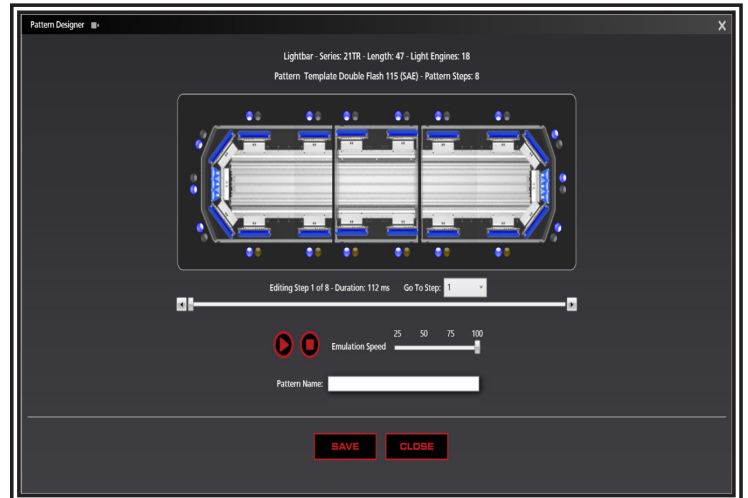 Pattern Designer
X
Lightbar - Series: 21TR - Length: 47 - Light Engines: 18
Pattern Template Double Flash 115 (SAE) - Pattern Steps: 8
Editing Step 1 of 8 - Duration: 112 ms Go To Step: 1
25 50 75 100
Emulation Speed
Pattern Name:
SAVE CLOSE